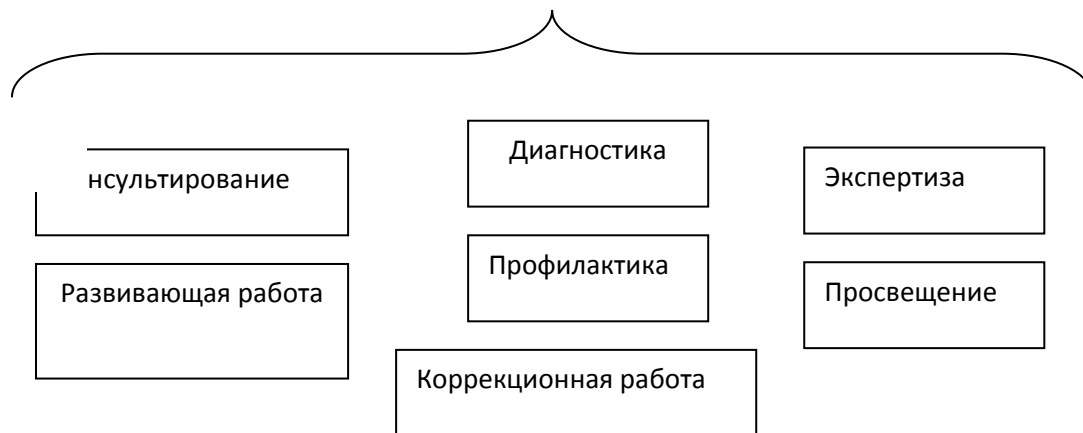 Диагностика
нсультирование
Экспертиза
Профилактика
Развивающая работа
Просвещение
Коррекционная работа